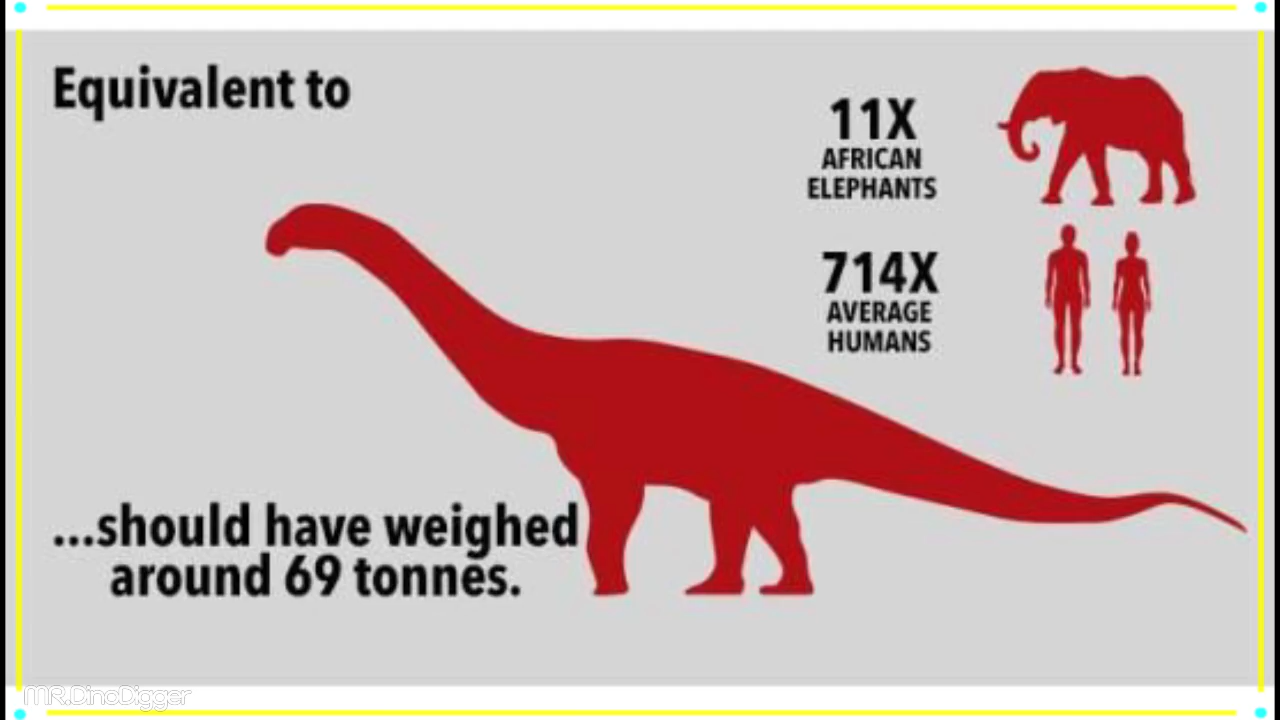 Equivalent to
11X
AFRICAN
ELEPHANTS
714X
AVERAGE
HUMANS
...should have weighed
around 69 tonnes.
MR.DinoDigger